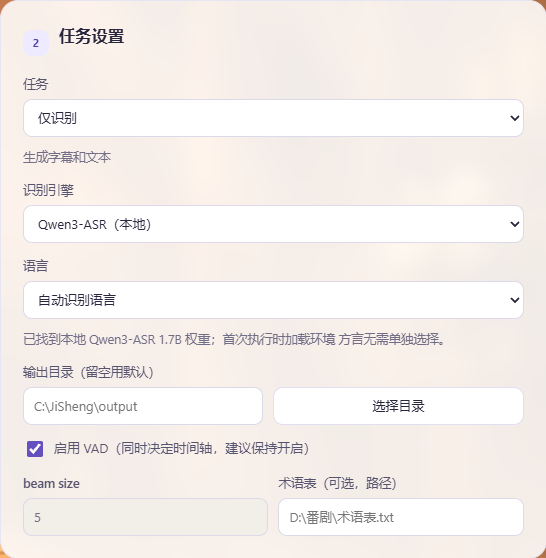 2 任务设置
任务
仅识别
生成字幕和文本
识别引擎
Qwen3-ASR（本地）
语言
自动识别语言
已找到本地 Qwen3-ASR 1.7B 权重；首次执行时加载环境 方言无需单独选择。
输出目录（留空用默认）
C:\JiSheng\output 选择目录
启用 VAD（同时决定时间轴，建议保持开启）
beam size 术语表（可选，路径）
5 D:\番剧\术语表.txt